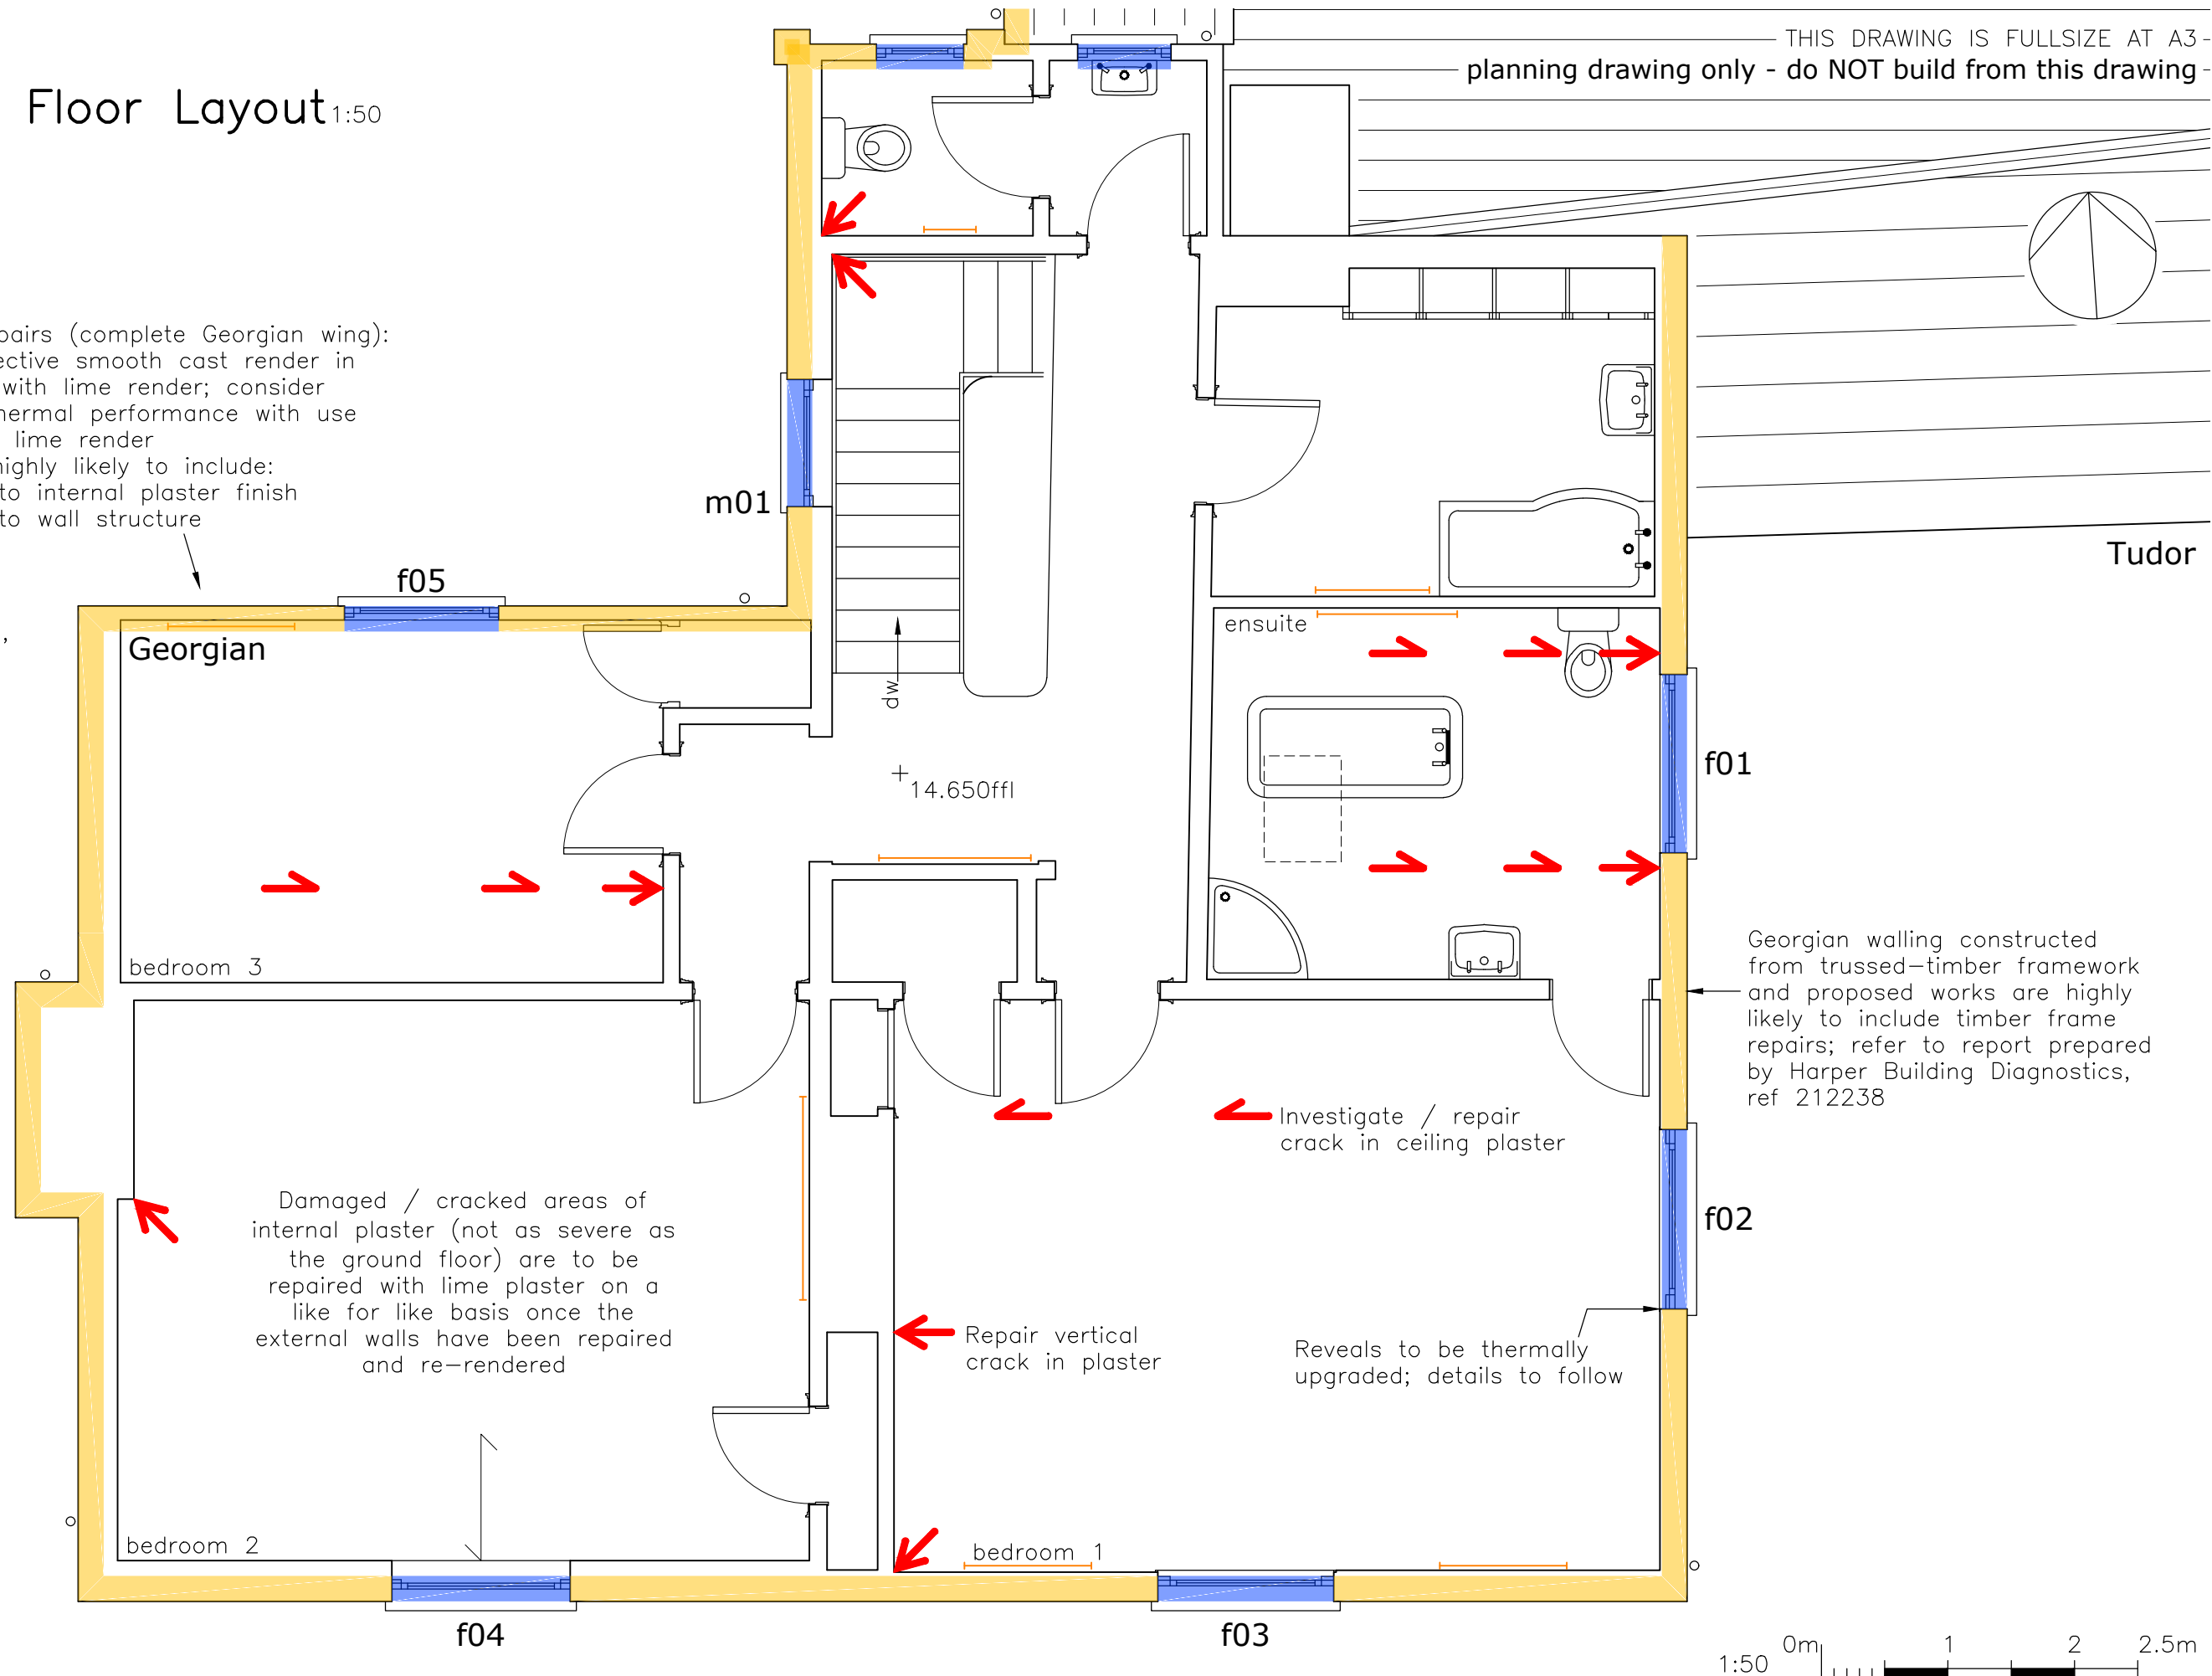 THIS DRAWING IS FULLSIZE AT A3
planning drawing only - do NOT build from this drawing
Floor Layout 1:50
pairs (complete Georgian wing):
ective smooth cast render in
with lime render; consider
hermal performance with use
lime render
highly likely to include:
to internal plaster finish
to wall structure
m01
f05
Tudor
,
Georgian
ensuite
dw
f01
14.650ffl
bedroom 3
Georgian walling constructed
from trussed-timber framework
and proposed works are highly
likely to include timber frame
repairs; refer to report prepared
by Harper Building Diagnostics,
ref 212238
Investigate / repair
crack in ceiling plaster
Damaged / cracked areas of
internal plaster (not as severe as
the ground floor) are to be
repaired with lime plaster on a
like for like basis once the
external walls have been repaired
and re-rendered
f02
Repair vertical
crack in plaster
Reveals to be thermally
upgraded; details to follow
bedroom 2
bedroom 1
f04
f03
1:50 0m 1 2 2.5m